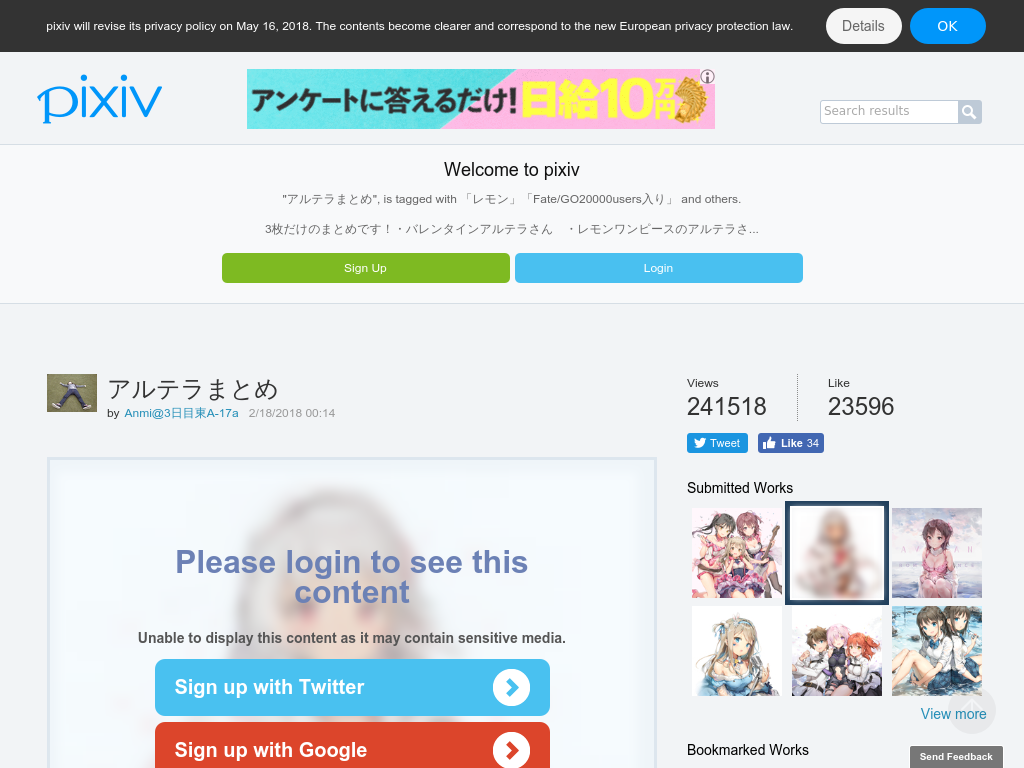 pixiv will revise its privacy policy on May 16, 2018. The contents become clearer and correspond to the new European privacy protection law.
Details
OK
pixiv
アンケートに答えるだけ!日給10万円
Search results
Welcome to pixiv
"アルテラまとめ", is tagged with 「レモン」「Fate/GO20000users入り」 and others.
3枚だけのまとめです！・バレンタインアルテラさん　・レモンワンピースのアルテラさ...
Sign Up
Login
アルテラまとめ
by Anmi@3日目東A-17a 2/18/2018 00:14
Views
241518
Like
23596
Tweet
Like 34
Submitted Works
Please login to see this
content
Unable to display this content as it may contain sensitive media.
Sign up with Twitter
Sign up with Google
View more
Bookmarked Works
Send Feedback